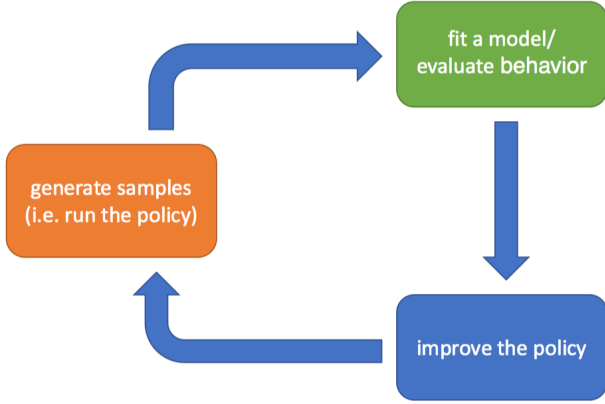 fit a model/
evaluate behavior
generate samples
(i.e. run the policy)
improve the policy